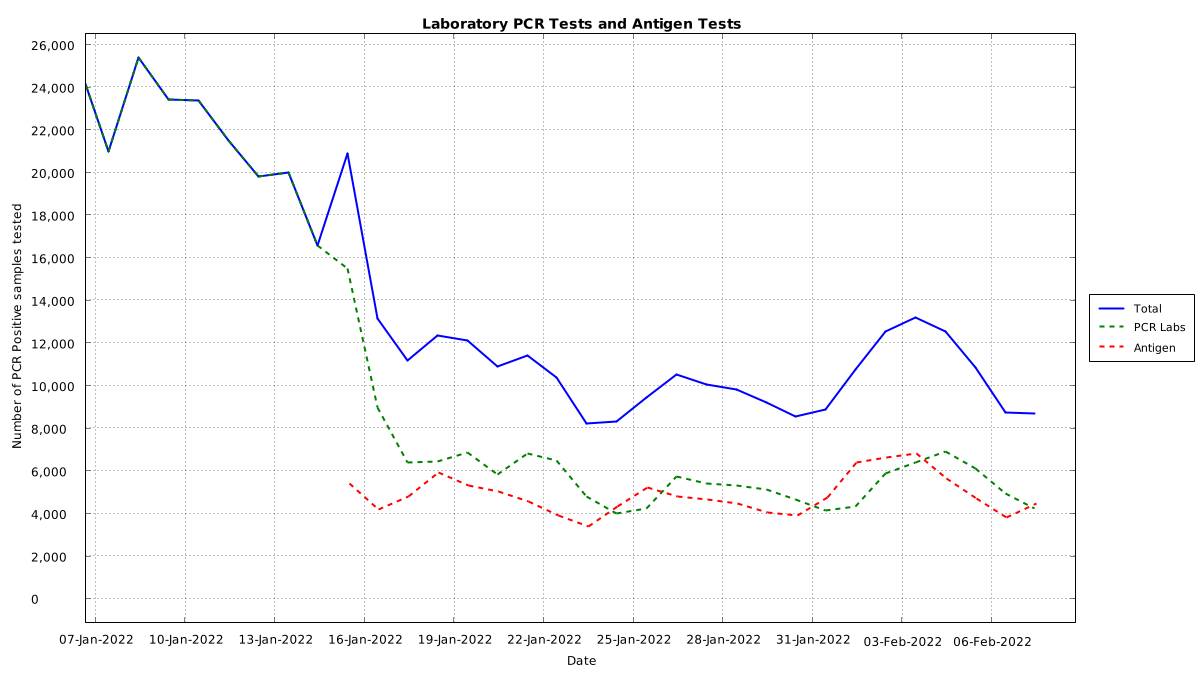 Laboratory PCR Tests and Antigen Tests
26,000
24,000
22,000
20,000
18,000
16,000
14,000
12,000
10,000
8,000
6,000
4,000
2,000
0
Number of PCR Positive samples tested
07-Jan-2022 10-Jan-2022 13-Jan-2022 16-Jan-2022 19-Jan-2022 22-Jan-2022 25-Jan-2022 28-Jan-2022 31-Jan-2022 03-Feb-2022 06-Feb-2022
Date
Total
PCR Labs
Antigen